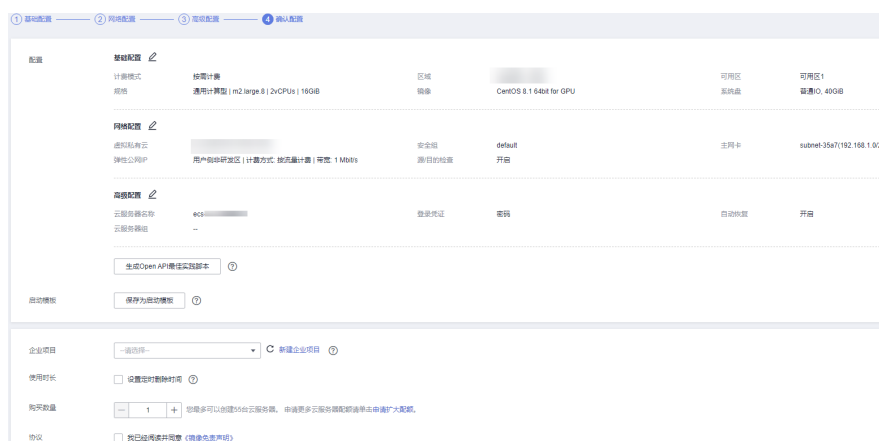 1 基础配置 2 网络配置 3 高级配置 4 确认配置
配置 基础配置
计费模式 按需计费 区域 可用区 可用区1
规格 通用计算型 | m2.large.8 | 2vCPUs | 16GiB 镜像 CentOS 8.1 64bit for GPU 系统盘 普通IO, 40GiB
网络配置
虚拟私有云 安全组 default 主网卡 subnet-35a7(192.168.1.0/
弹性公网IP 用户侧非研发区 | 计费方式: 按流量计费 | 带宽: 1 Mbit/s 源/目的检查 开启
高级配置
云服务器名称 ecs 登录凭证 密码 自动恢复 开启
云服务器组 --
生成Open API最佳实践脚本 ?
启动模板 保存为启动模板 ?
企业项目 --请选择-- 新建企业项目 ?
使用时长 设置定时删除时间 ?
购买数量 — 1 + 您最多可以创建56台云服务器。 申请更多云服务器配额请单击申请扩大配额。
协议 我已经阅读并同意《镜像免责声明》